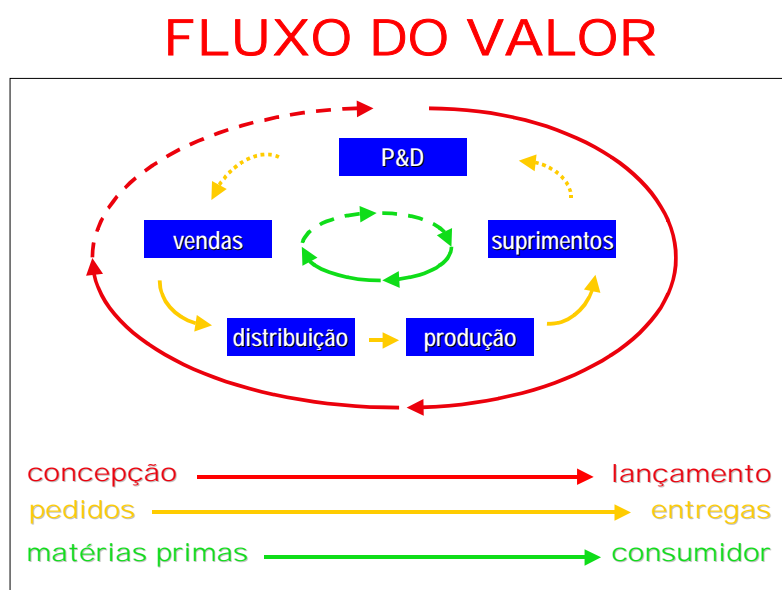 FLUXO DO VALOR
P&D
vendas
suprimentos
distribuição
produção
concepção lançamento
pedidos entregas
matérias primas consumidor